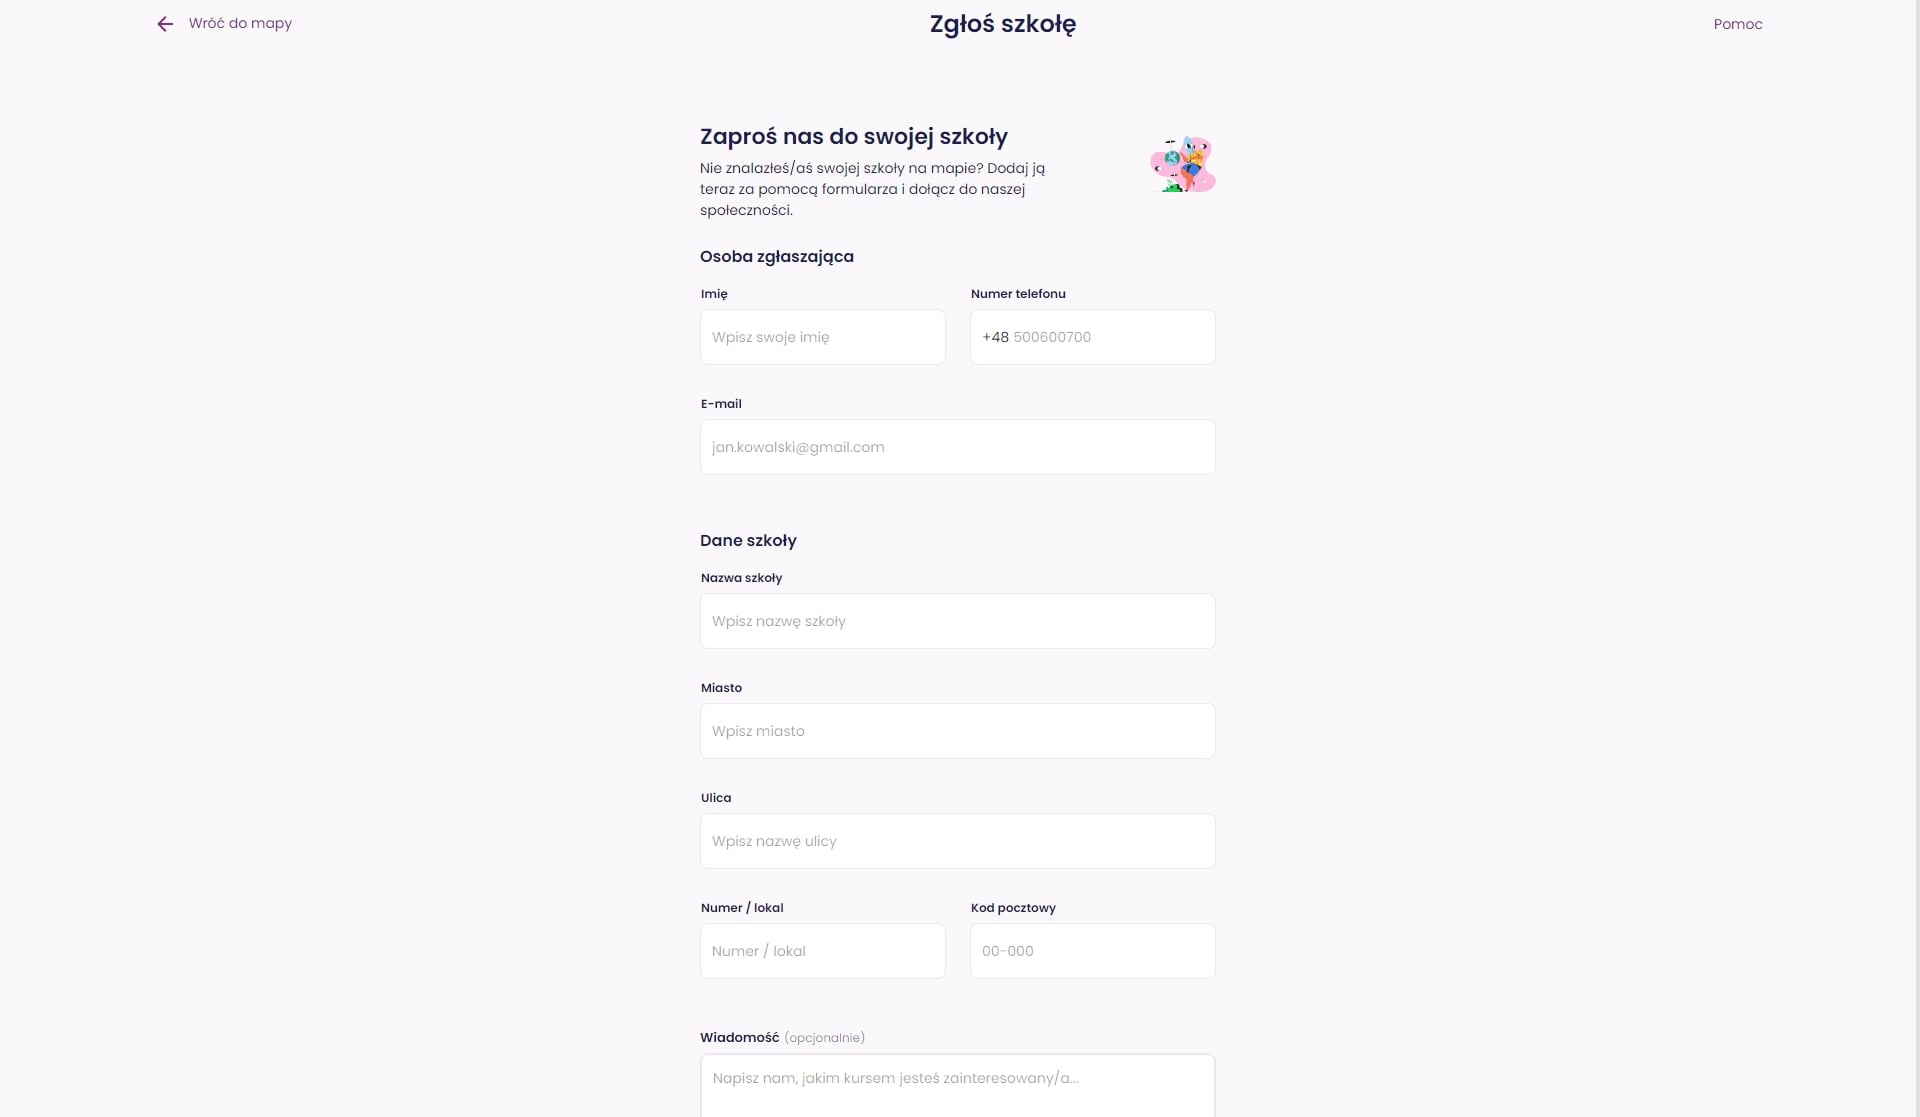 Wróć do mapy
Zgłoś szkołę
Pomoc
Zaproś nas do swojej szkoły
Nie znalazłeś/aś swojej szkoły na mapie? Dodaj ją
teraz za pomocą formularza i dołącz do naszej
społeczności.
Osoba zgłaszająca
Imię
Numer telefonu
Wpisz swoje imię
+48 500600700
E-mail
jan.kowalski@gmail.com
Dane szkoły
Nazwa szkoły
Wpisz nazwę szkoły
Miasto
Wpisz miasto
Ulica
Wpisz nazwę ulicy
Numer / lokal
Kod pocztowy
Numer / lokal
00-000
Wiadomość (opcjonalnie)
Napisz nam, jakim kursem jesteś zainteresowany/a...